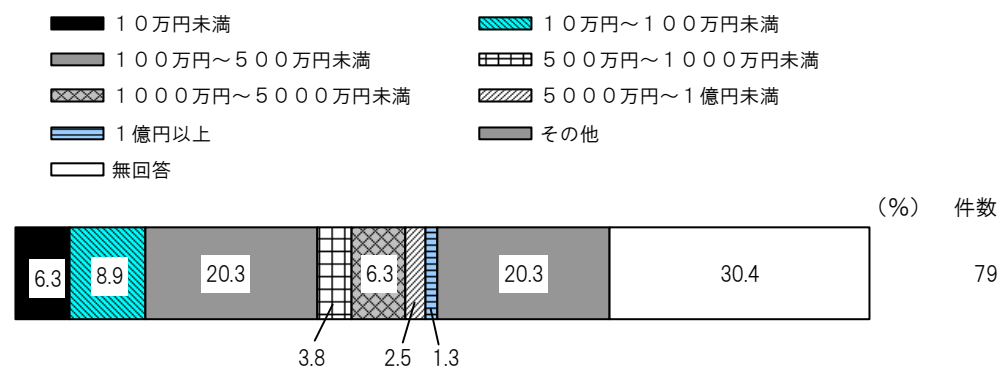 １０万円未満　１０万円～１００万円未満
１００万円～５００万円未満　５００万円～１０００万円未満
１０００万円～５０００万円未満　５０００万円～１億円未満
１億円以上　その他
無回答
（％）　件数
6.3 8.9 20.3 6.3 20.3 30.4 79
3.8 2.5 1.3